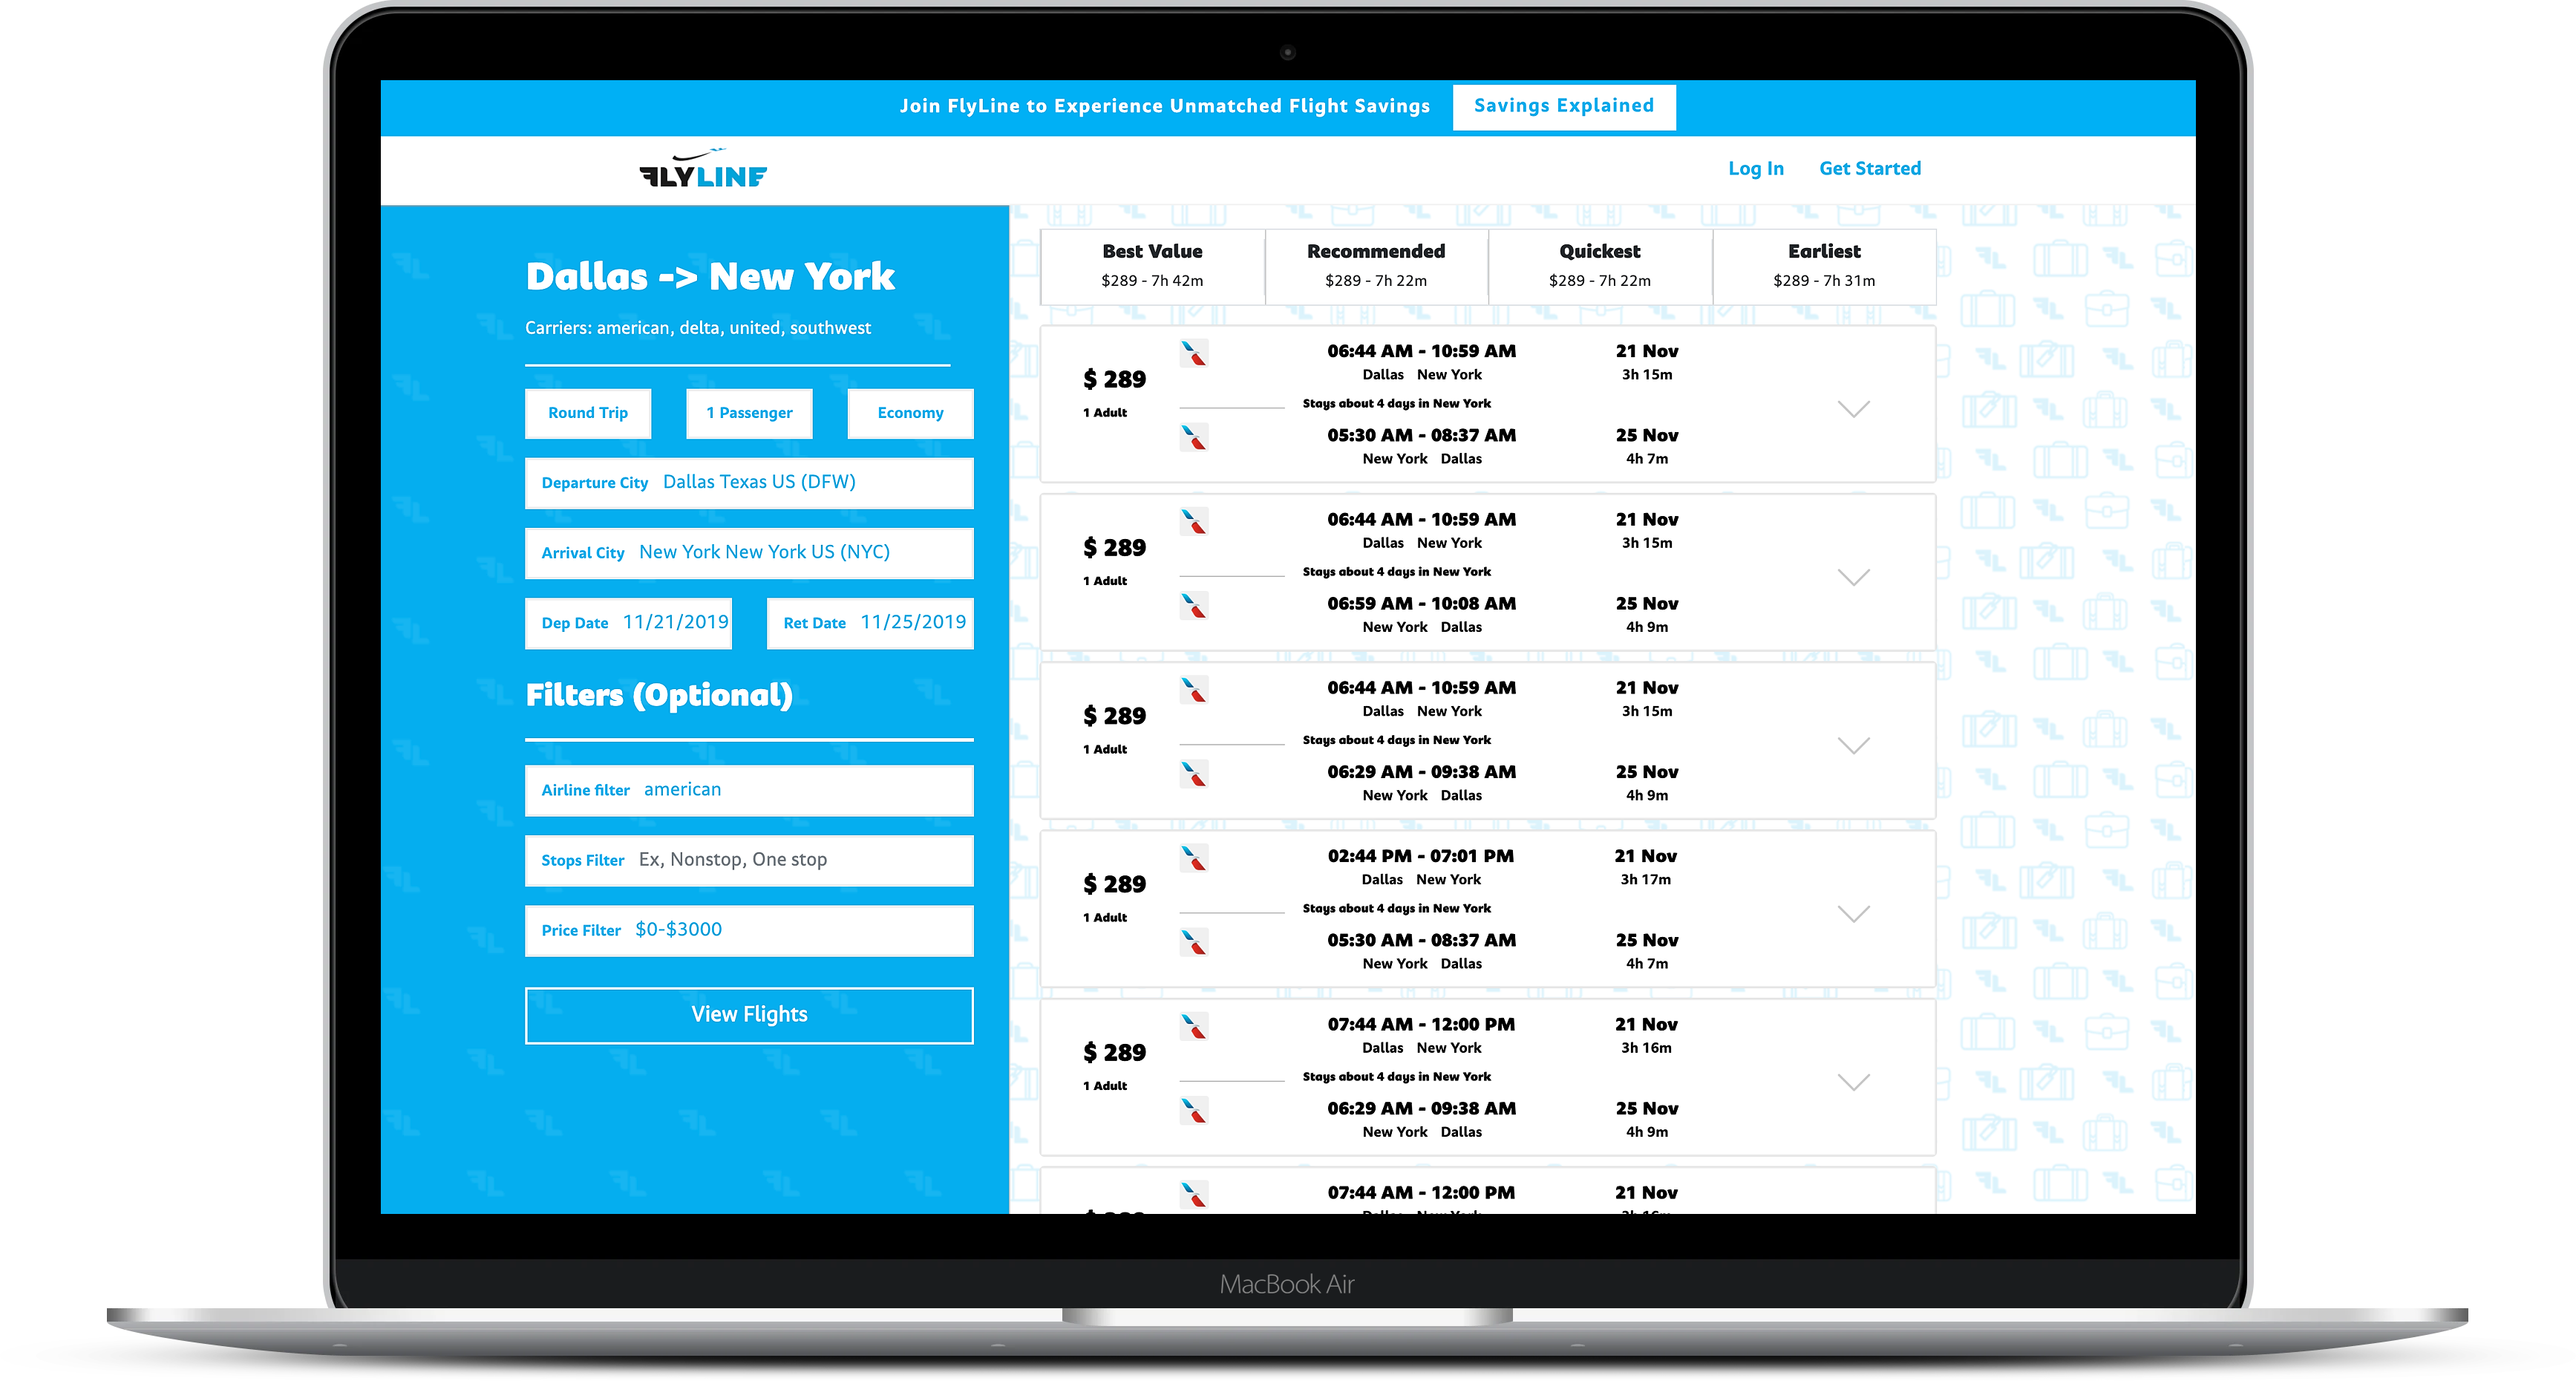 Join FlyLine to Experience Unmatched Flight Savings Savings Explained
FLYLINE
Log In Get Started
Dallas -> New York
Carriers: american, delta, united, southwest
Round Trip 1 Passenger Economy
Departure City Dallas Texas US (DFW)
Arrival City New York New York US (NYC)
Dep Date 11/21/2019 Ret Date 11/25/2019
Filters (Optional)
Airline filter american
Stops Filter Ex, Nonstop, One stop
Price Filter $0-$3000
View Flights
Best Value Recommended Quickest Earliest
$289 - 7h 42m $289 - 7h 22m $289 - 7h 22m $289 - 7h 31m
06:44 AM - 10:59 AM 21 Nov
Dallas New York 3h 15m
$ 289
1 Adult Stays about 4 days in New York
05:30 AM - 08:37 AM 25 Nov
New York Dallas 4h 7m
06:44 AM - 10:59 AM 21 Nov
Dallas New York 3h 15m
$ 289
1 Adult Stays about 4 days in New York
06:59 AM - 10:08 AM 25 Nov
New York Dallas 4h 9m
06:44 AM - 10:59 AM 21 Nov
Dallas New York 3h 15m
$ 289
1 Adult Stays about 4 days in New York
06:29 AM - 09:38 AM 25 Nov
New York Dallas 4h 9m
02:44 PM - 07:01 PM 21 Nov
Dallas New York 3h 17m
$ 289
1 Adult Stays about 4 days in New York
05:30 AM - 08:37 AM 25 Nov
New York Dallas 4h 7m
07:44 AM - 12:00 PM 21 Nov
Dallas New York 3h 16m
$ 289
1 Adult Stays about 4 days in New York
06:29 AM - 09:38 AM 25 Nov
New York Dallas 4h 9m
07:44 AM - 12:00 PM 21 Nov
MacBook Air